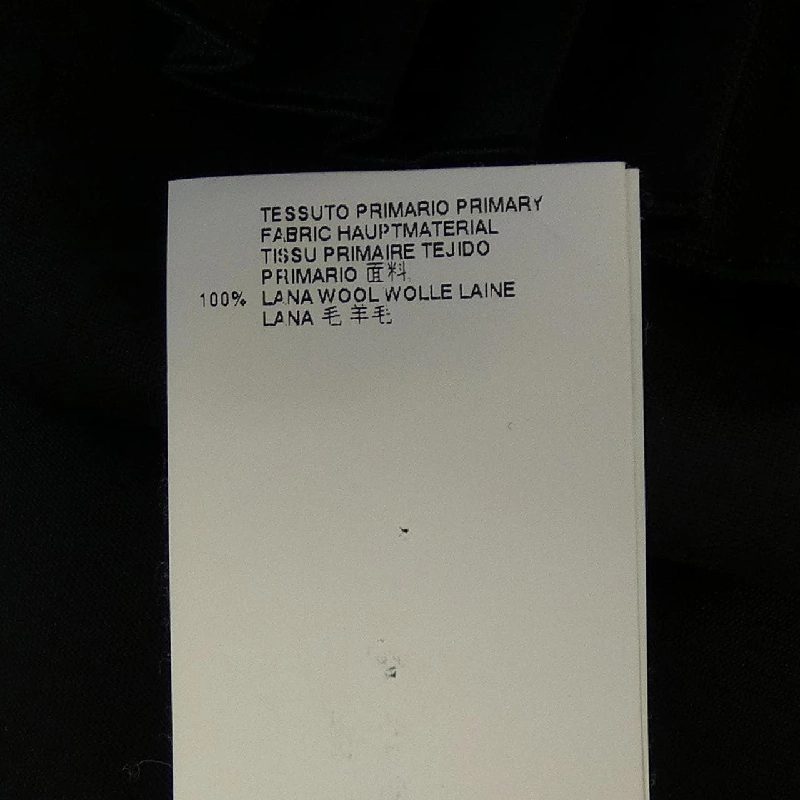 TESSUTO PRIMARIO PRIMARY
FABRIC HAUPTMATERIAL
TISSU PRIMAIRE TEJIDO
PRIMARIO 面料
100% LANA WOOL WOLLE LAINE
LANA 毛 羊毛